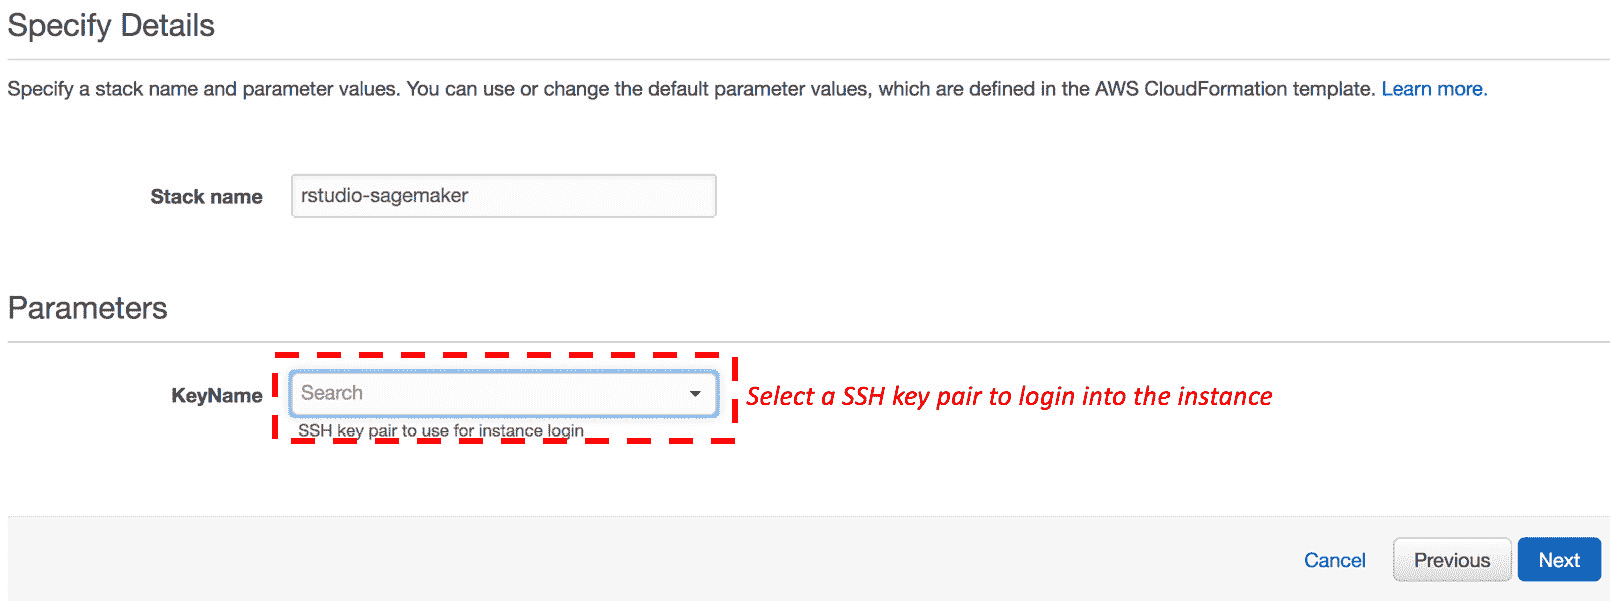 Specify Details
Specify a stack name and parameter values. You can use or change the default parameter values, which are defined in the AWS CloudFormation template. Learn more.
Stack name rstudio-sagemaker
Parameters
KeyName Search Select a SSH key pair to login into the instance
SSH key pair to use for instance login
Cancel Previous Next